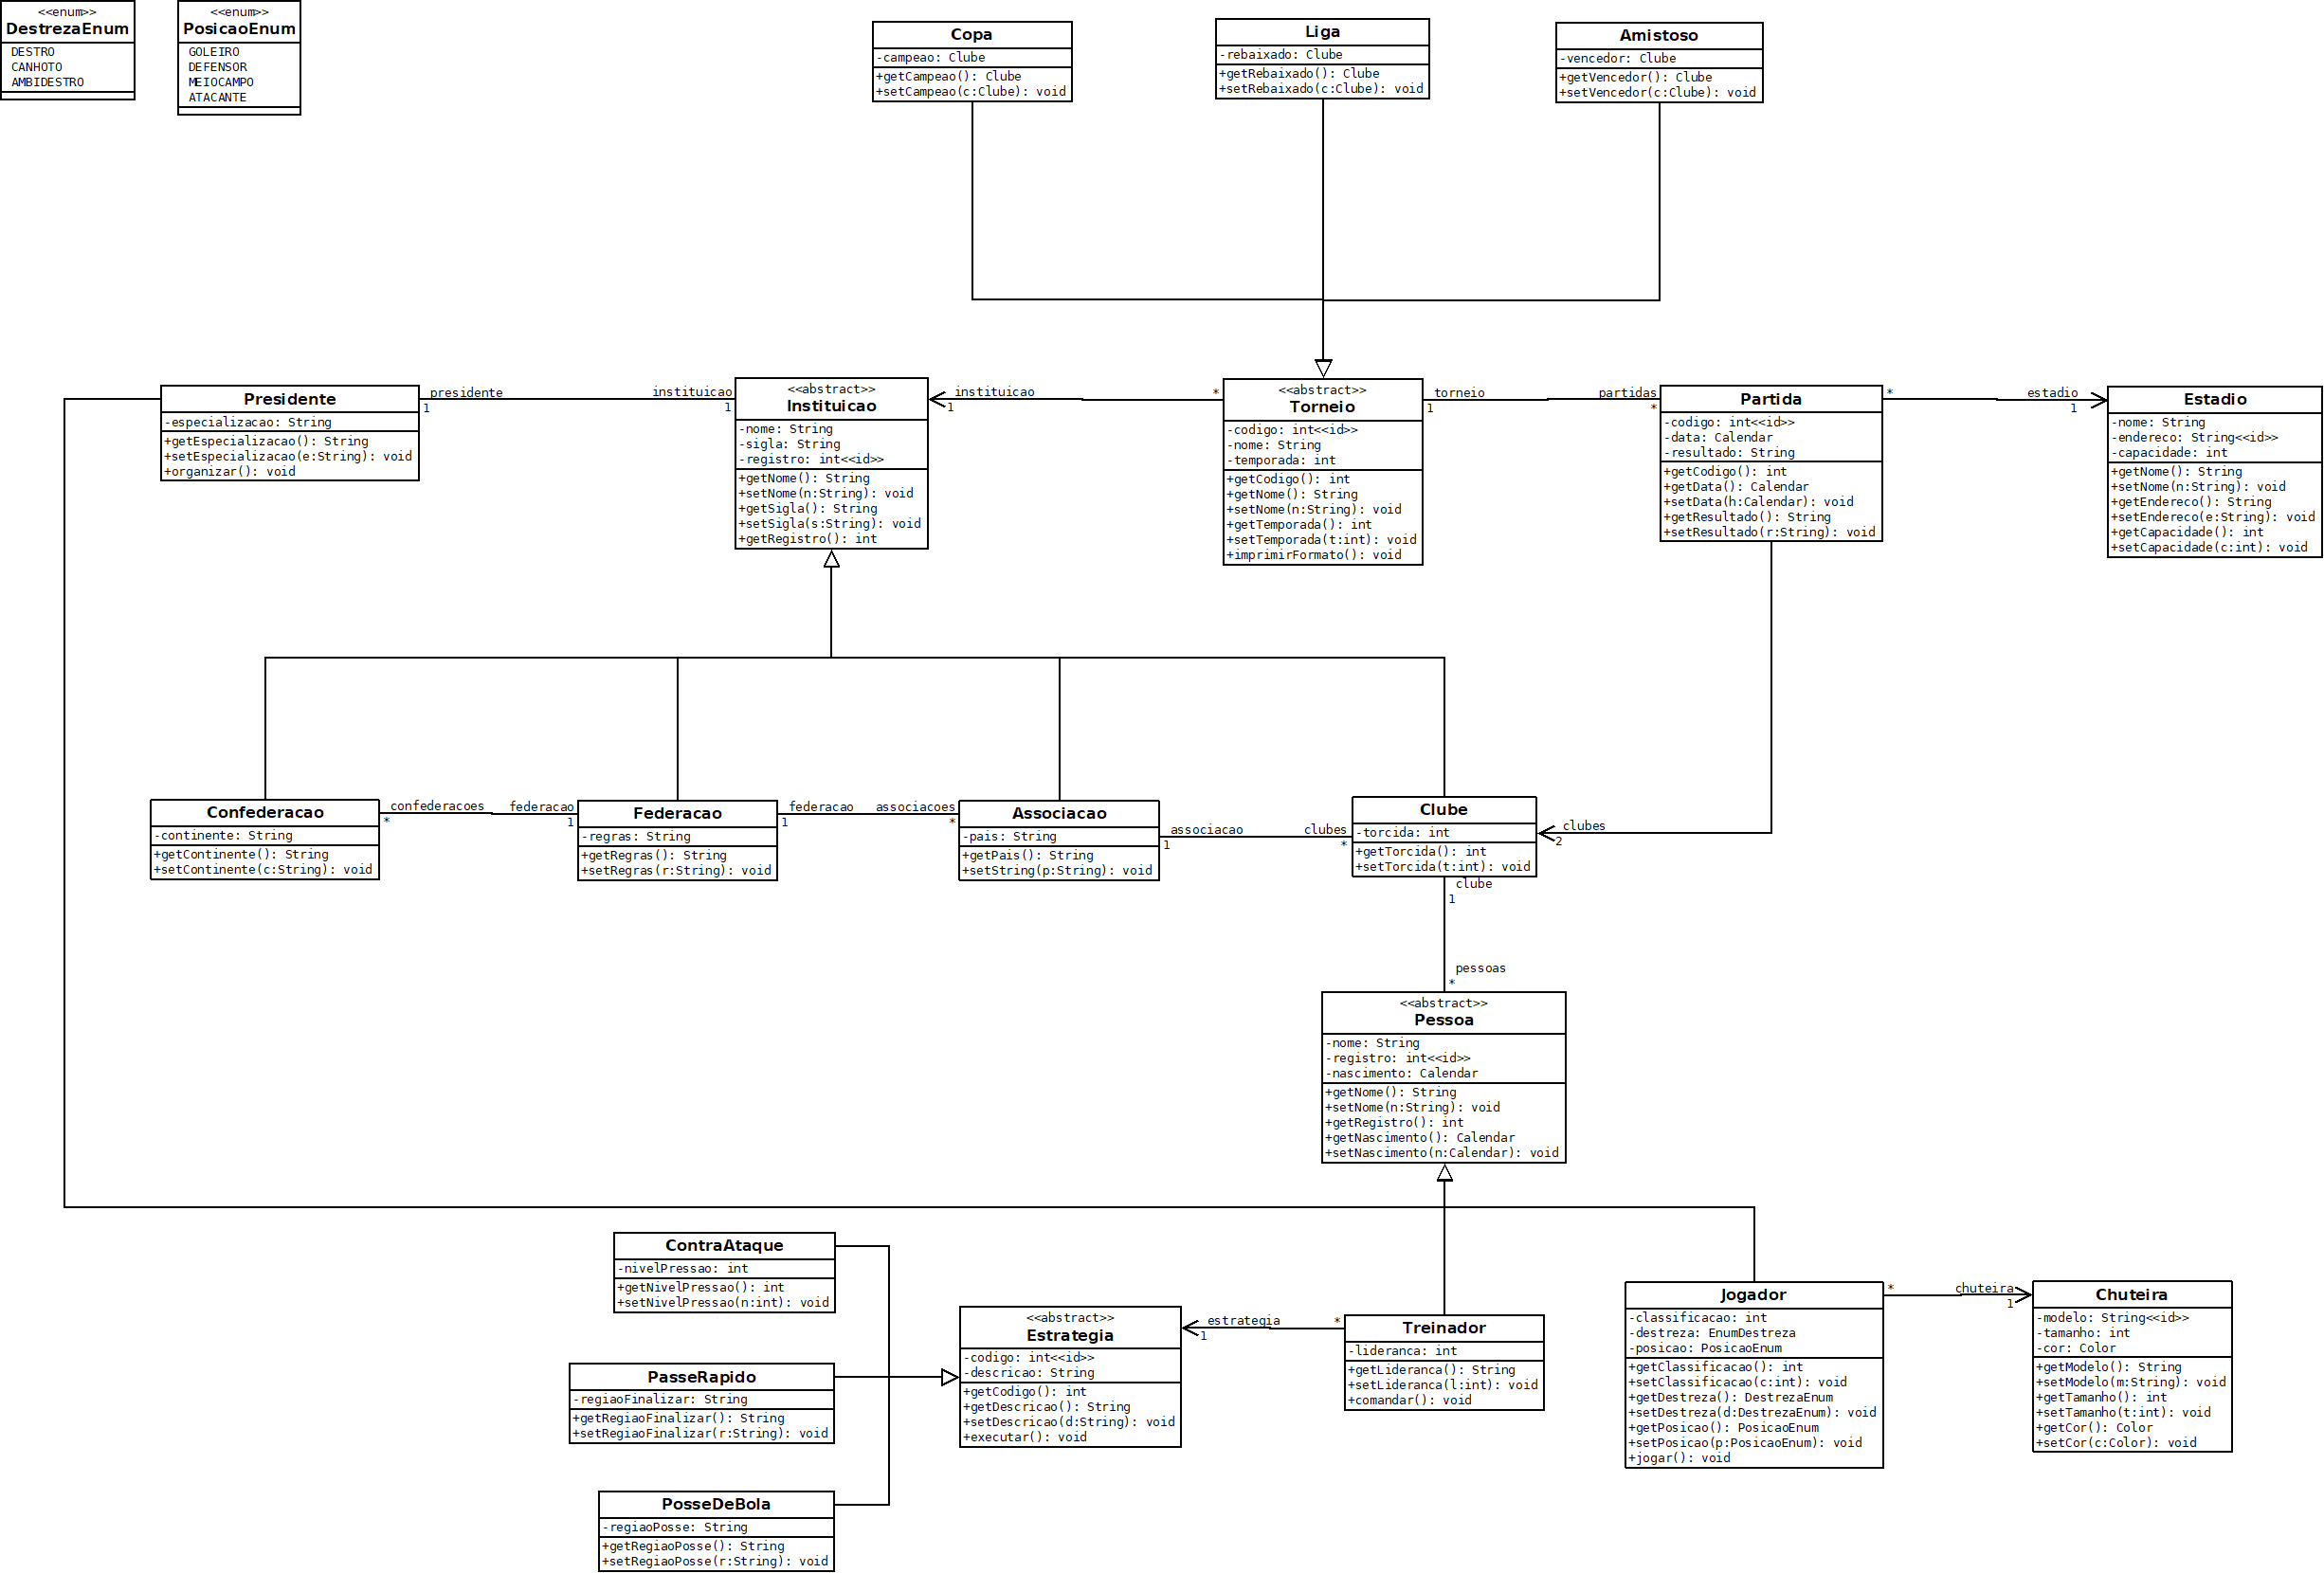 <<enum>>
DestrezaEnum
DESTRO
CANHOTO
AMBIDESTRO
<<enum>>
PosicaoEnum
GOLEIRO
DEFENSOR
MEIOCAMPO
ATACANTE
Copa
-campeao: Clube
+getCampeao(): Clube
+setCampeao(c:Clube): void
Liga
-rebaixado: Clube
+getRebaixado(): Clube
+setRebaixado(c:Clube): void
Amistoso
-vencedor: Clube
+getVencedor(): Clube
+setVencedor(c:Clube): void
Presidente
-especializacao: String
+getEspecializacao(): String
+setEspecializacao(e:String): void
+organizar(): void
presidente
1
instituicao
1
<<abstract>>
Instituicao
-nome: String
-sigla: String
-registro: int<<id>>
+getNome(): String
+setNome(n:String): void
+getSigla(): String
+setSigla(s:String): void
+getRegistro(): int
instituicao
1
*
<<abstract>>
Torneio
-codigo: int<<id>>
-nome: String
-temporada: int
+getCodigo(): int
+getNome(): String
+setNome(n:String): void
+getTemporada(): int
+setTemporada(t:int): void
+imprimirFormato(): void
torneio
1
partidas
*
Partida
-codigo: int<<id>>
-data: Calendar
-resultado: String
+getCodigo(): int
+getData(): Calendar
+setData(h:Calendar): void
+getResultado(): String
+setResultado(r:String): void
*
estadio
1
Estadio
-nome: String
-endereco: String<<id>>
-capacidade: int
+getNome(): String
+setNome(n:String): void
+getEndereco(): String
+setEndereco(e:String): void
+getCapacidade(): int
+setCapacidade(c:int): void
Confederacao
-continente: String
+getContinente(): String
+setContinente(c:String): void
confederacoes
*
federacao
1
Federacao
-regras: String
+getRegras(): String
+setRegras(r:String): void
federacao
1
associacoes
*
Associacao
-pais: String
+getPais(): String
+setString(p:String): void
associacao
1
clubes
*
Clube
-torcida: int
+getTorcida(): int
+setTorcida(t:int): void
clubes
2
clube
1
pessoas
*
<<abstract>>
Pessoa
-nome: String
-registro: int<<id>>
-nascimento: Calendar
+getNome(): String
+setNome(n:String): void
+getRegistro(): int
+getNascimento(): Calendar
+setNascimento(n:Calendar): void
ContraAtaque
-nivelPressao: int
+getNivelPressao(): int
+setNivelPressao(n:int): void
PasseRapido
-regiaoFinalizar: String
+getRegiaoFinalizar(): String
+setRegiaoFinalizar(r:String): void
PosseDeBola
-regiaoPosse: String
+getRegiaoPosse(): String
+setRegiaoPosse(r:String): void
<<abstract>>
Estrategia
-codigo: int<<id>>
-descricao: String
+getCodigo(): int
+getDescricao(): String
+setDescricao(d:String): void
+executar(): void
estrategia
1
*
Treinador
-lideranca: int
+getLideranca(): String
+setLideranca(l:int): void
+comandar(): void
Jogador
-classificacao: int
-destreza: EnumDestreza
-posicao: PosicaoEnum
+getClassificacao(): int
+setClassificacao(c:int): void
+getDestreza(): DestrezaEnum
+setDestreza(d:DestrezaEnum): void
+getPosicao(): PosicaoEnum
+setPosicao(p:PosicaoEnum): void
+jogar(): void
*
chuteira
1
Chuteira
-modelo: String<<id>>
-tamanho: int
-cor: Color
+getModelo(): String
+setModelo(m:String): void
+getTamanho(): int
+setTamanho(t:int): void
+getCor(): Color
+setCor(c:Color): void